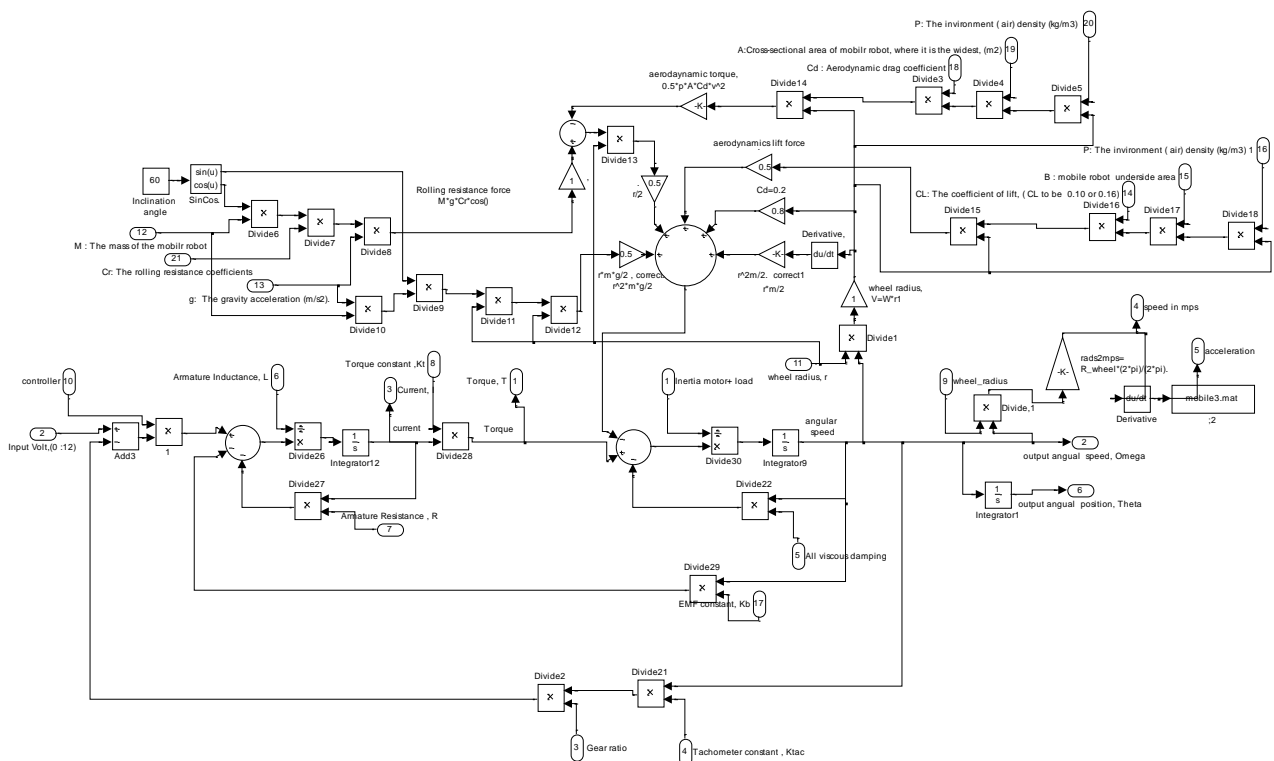 P: The invironment ( air) density (kg/m3)
20
A:Cross-sectional area of mobilr robot, where it is the widest, (m2)
19
Cd : Aerodynamic drag coefficient
18
aerodaynamic torque,
0.5*p*A*Cd*v^2
Divide14
Divide3
Divide4
Divide5
-K-
Divide13
aerodynamics lift force
P: The invironment ( air) density (kg/m3) 1
16
B : mobile robot underside area
15
CL: The coefficient of lift, ( CL to be 0.10 or 0.16)
14
60
sin(u)
cos(u)
SinCos.
Inclination
angle
1
0.5
r/2
0.5
Cd=0.2
0.8
Rolling resistance force
M*g*Cr*cos()
Divide15
Divide16
Divide17
Divide18
12
M : The mass of the mobilr robot
Divide6
Divide7
Divide8
21
Cr: The rolling resistance coefficients
13
g: The gravity acceleration (m/s2).
0.5
r*m*g/2 , correct
r^2*m*g/2
-K-
r^2m/2. correct1
r*m/2
Derivative,
du/dt
Divide9
Divide10
Divide11
Divide12
1
wheel radius,
V=W*r1
Divide1
11
wheel radius, r
4
speed in mps
5
acceleration
rads2mps=
R_wheel*(2*pi)/(2*pi).
-K-
du/dt
Derivative
mobile3.mat
;2
controller
10
Armature Inductance, L
6
Torque constant ,Kt
8
3
Current, i
Torque, T
1
1
Inertia motor+ load
9
wheel_radius
Divide,1
2
Input Volt,(0 :12)
Add3
1
Divide26
1
s
Integrator12
current
Divide28
Torque
Divide30
1
s
Integrator9
angular
speed
2
output angual speed, Omega
Divide27
Armature Resistance , R
7
Divide22
5
All viscous damping
1
s
Integrator1
6
output angual position, Theta
Divide29
EMF constant, Kb
17
Divide2
Divide21
3
Gear ratio
4
Tachometer constant , Ktac